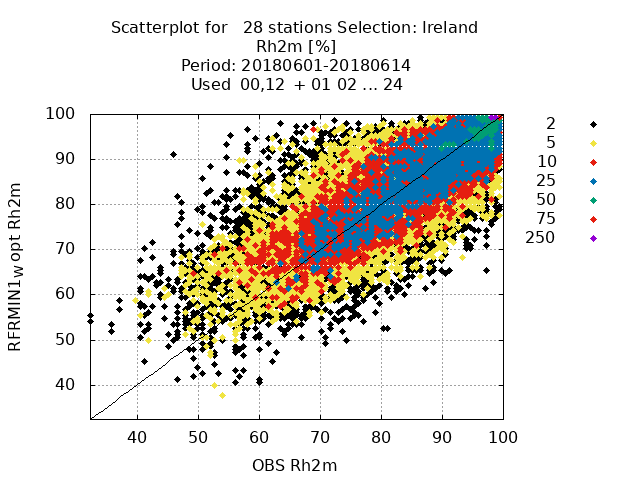 Scatterplot for   28 stations Selection: Ireland
Rh2m [%]
Period: 20180601-20180614
Used  00,12  + 01 02 ... 24
RFRMIN1w opt Rh2m
100
90
80
70
60
50
40
40 50 60 70 80 90 100
OBS Rh2m
2
5
10
25
50
75
250